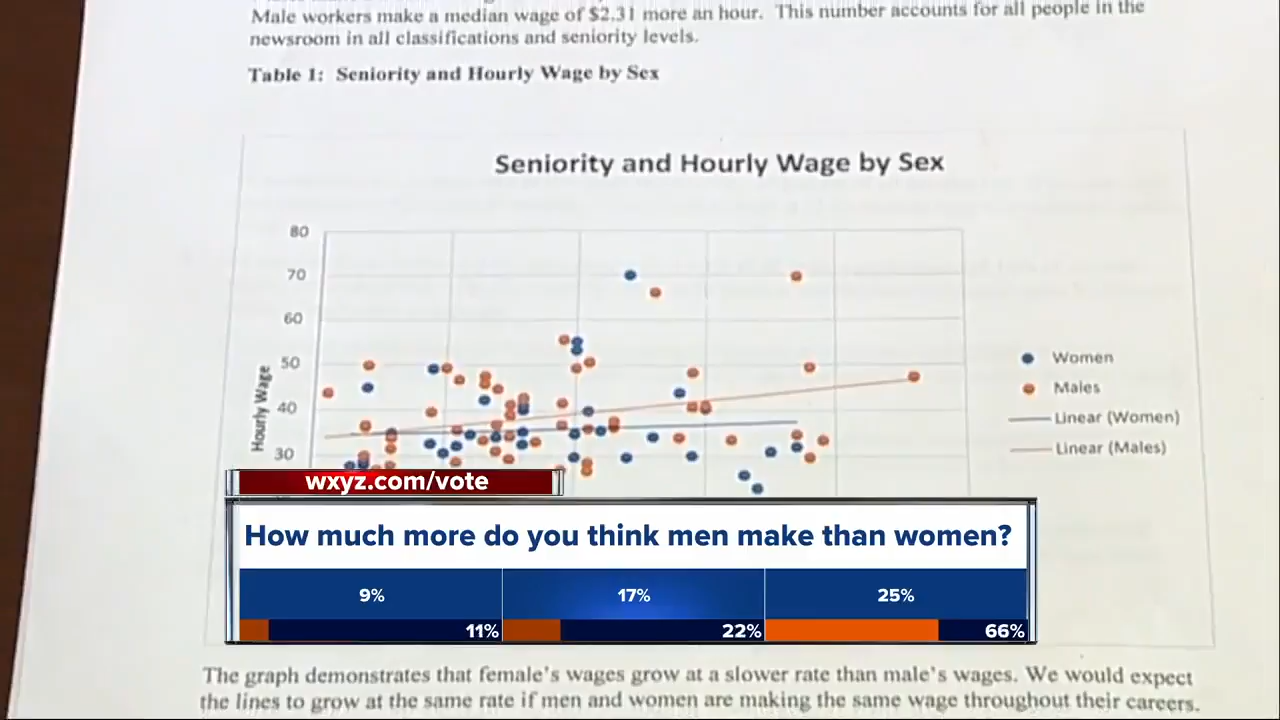 Male workers make a median wage of $2.31 more an hour. This number accounts for all people in the
newsroom in all classifications and seniority levels.
Table 1: Seniority and Hourly Wage by Sex
Seniority and Hourly Wage by Sex
80
70
60
50
40
30
Hourly Wage
Women
Males
Linear (Women)
Linear (Males)
wxyz.com/vote
How much more do you think men make than women?
9% 17% 25%
11% 22% 66%
The graph demonstrates that female's wages grow at a slower rate than male's wages. We would expect
the lines to grow at the same rate if men and women are making the same wage throughout their careers.